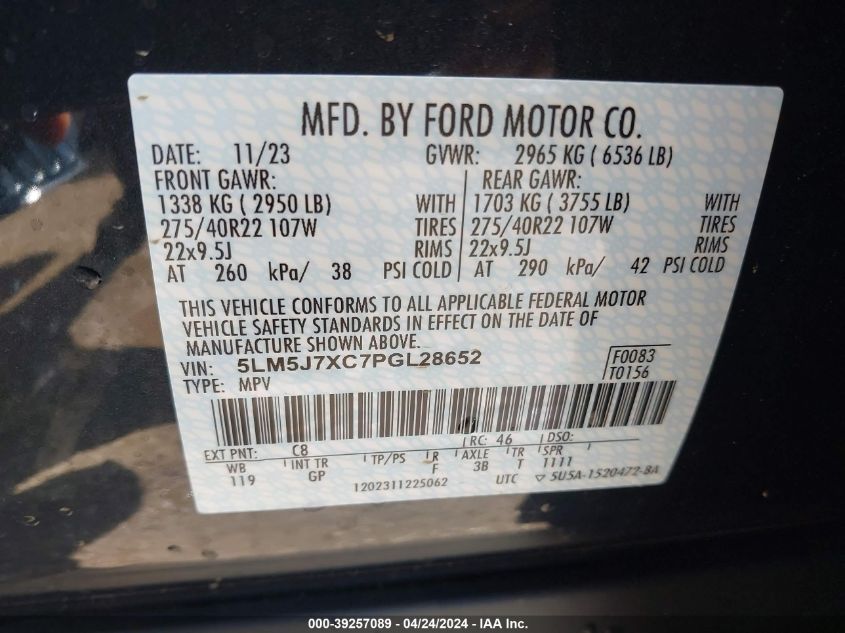 MFD. BY FORD MOTOR CO.
DATE: 11/23 GVWR: 2965 KG ( 6536 LB)
FRONT GAWR: REAR GAWR:
1338 KG ( 2950 LB) WITH 1703 KG ( 3755 LB) WITH
275/40R22 107W TIRES 275/40R22 107W TIRES
22x9.5J RIMS 22x9.5J RIMS
AT 260 kPa/ 38 PSI COLD AT 290 kPa/ 42 PSI COLD
THIS VEHICLE CONFORMS TO ALL APPLICABLE FEDERAL MOTOR
VEHICLE SAFETY STANDARDS IN EFFECT ON THE DATE OF
MANUFACTURE SHOWN ABOVE.
VIN: 5LM5J7XC7PGL28652 F0083
TYPE: MPV T0156
EXT PNT: C8 RC: 46 DSO:
WB INT TR TP/PS R AXLE TR SPR
119 GP F 3B T 1111
1202311225062 UTC ▽ 5U5A-1520472-BA
000-39257089 - 04/24/2024 - IAA Inc.